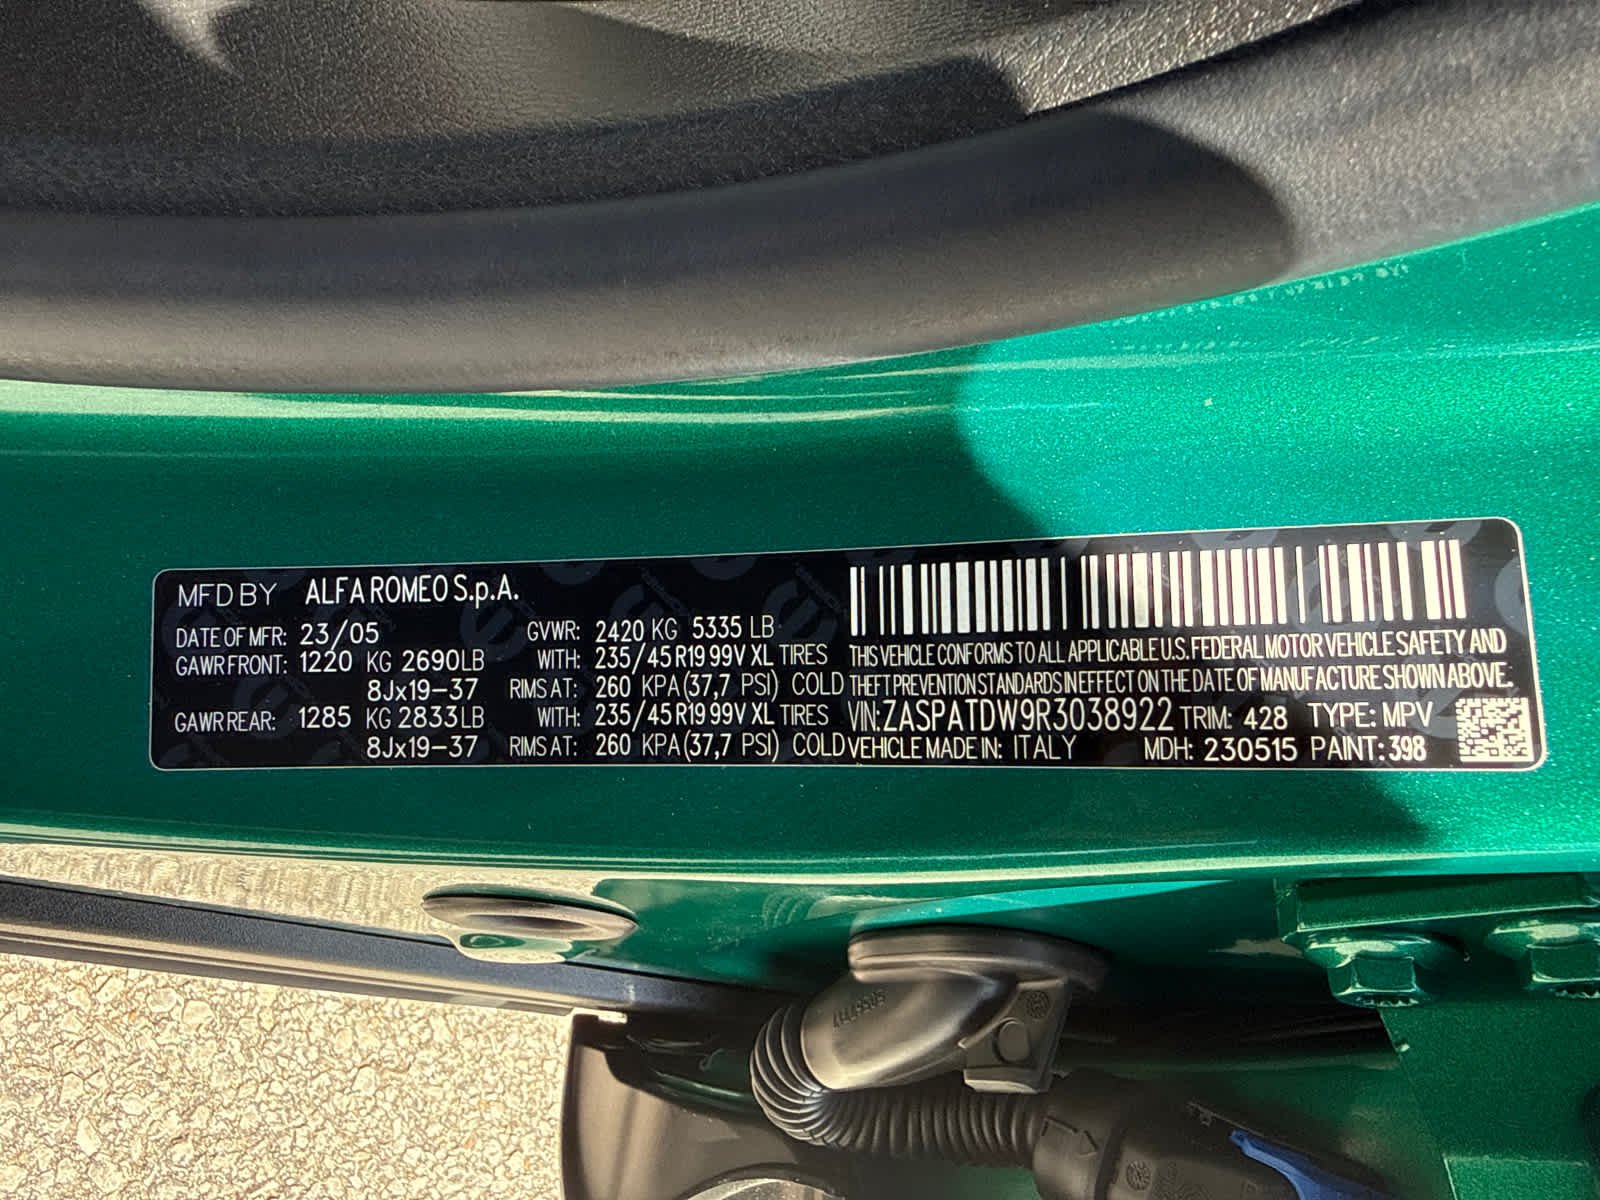 MFD BY ALFA ROMEO S.p.A.
DATE OF MFR: 23/05 GVWR: 2420 KG 5335 LB
GAWR FRONT: 1220 KG 2690LB WITH: 235/45 R19 99V XL TIRES
8Jx19-37 RIMS AT: 260 KPA (37,7 PSI) COLD
GAWR REAR: 1285 KG 2833LB WITH: 235/45 R19 99V XL TIRES
8Jx19-37 RIMS AT: 260 KPA (37,7 PSI) COLD
THIS VEHICLE CONFORMS TO ALL APPLICABLE U.S. FEDERAL MOTOR VEHICLE SAFETY AND
THEFT PREVENTION STANDARDS IN EFFECT ON THE DATE OF MANUFACTURE SHOWN ABOVE.
VIN: ZASPATDW9R3038922 TRIM: 428 TYPE: MPV
VEHICLE MADE IN: ITALY MDH: 230515 PAINT: 398